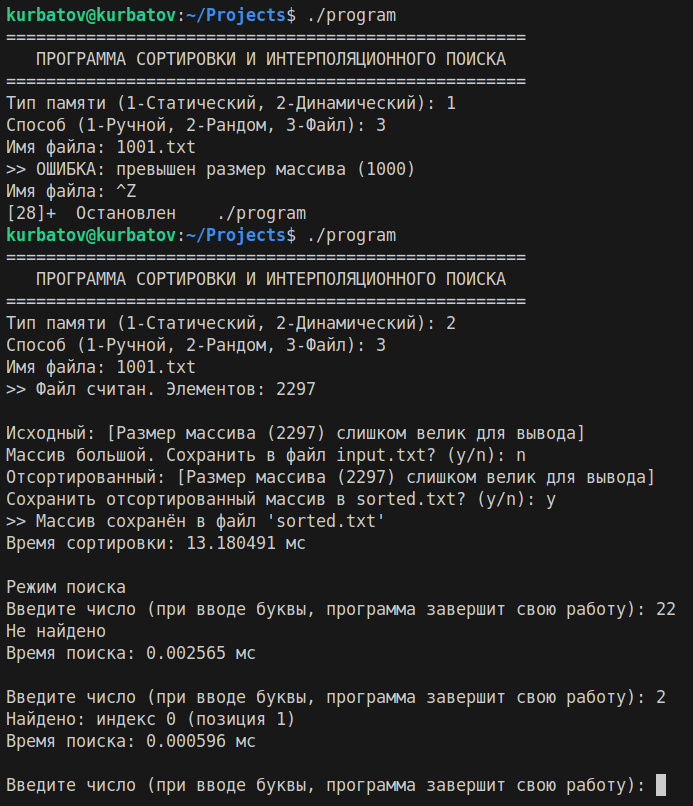 kurbatov@kurbatov:~/Projects$ ./program
====================================================
   ПРОГРАММА СОРТИРОВКИ И ИНТЕРПОЛЯЦИОННОГО ПОИСКА
====================================================
Тип памяти (1-Статический, 2-Динамический): 1
Способ (1-Ручной, 2-Рандом, 3-Файл): 3
Имя файла: 1001.txt
>> ОШИБКА: превышен размер массива (1000)
Имя файла: ^Z
[28]+  Остановлен    ./program
kurbatov@kurbatov:~/Projects$ ./program
====================================================
   ПРОГРАММА СОРТИРОВКИ И ИНТЕРПОЛЯЦИОННОГО ПОИСКА
====================================================
Тип памяти (1-Статический, 2-Динамический): 2
Способ (1-Ручной, 2-Рандом, 3-Файл): 3
Имя файла: 1001.txt
>> Файл считан. Элементов: 2297

Исходный: [Размер массива (2297) слишком велик для вывода]
Массив большой. Сохранить в файл input.txt? (y/n): n
Отсортированный: [Размер массива (2297) слишком велик для вывода]
Сохранить отсортированный массив в sorted.txt? (y/n): y
>> Массив сохранён в файл 'sorted.txt'
Время сортировки: 13.180491 мс

Режим поиска
Введите число (при вводе буквы, программа завершит свою работу): 22
Не найдено
Время поиска: 0.002565 мс

Введите число (при вводе буквы, программа завершит свою работу): 2
Найдено: индекс 0 (позиция 1)
Время поиска: 0.000596 мс

Введите число (при вводе буквы, программа завершит свою работу):